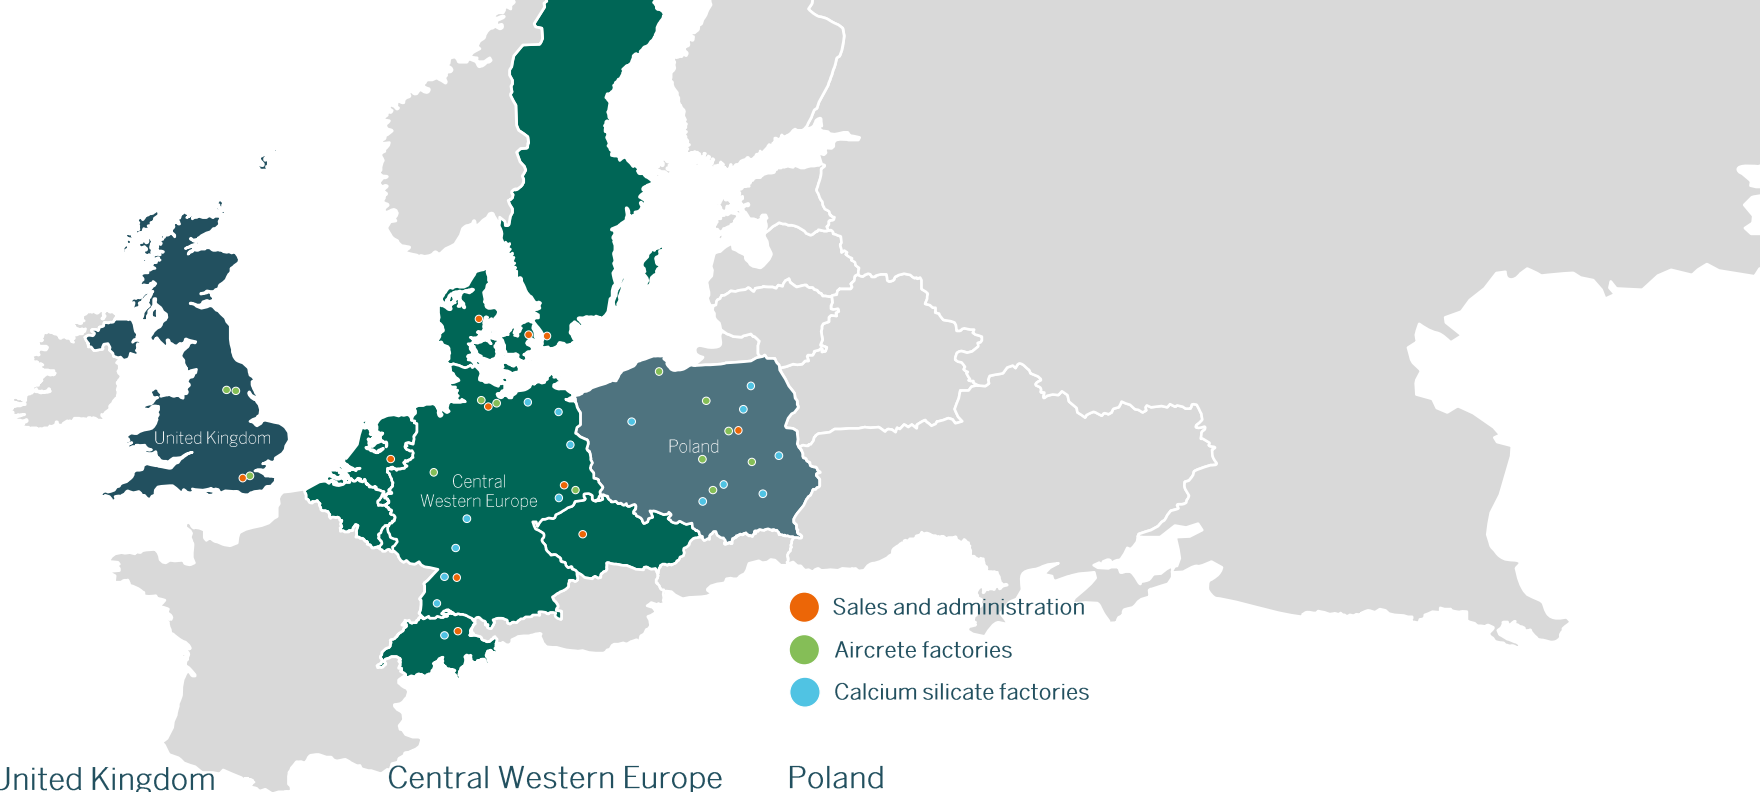 United Kingdom
Poland
Central
Western Europe
Sales and administration
Aircrete factories
Calcium silicate factories
United Kingdom
Central Western Europe
Poland